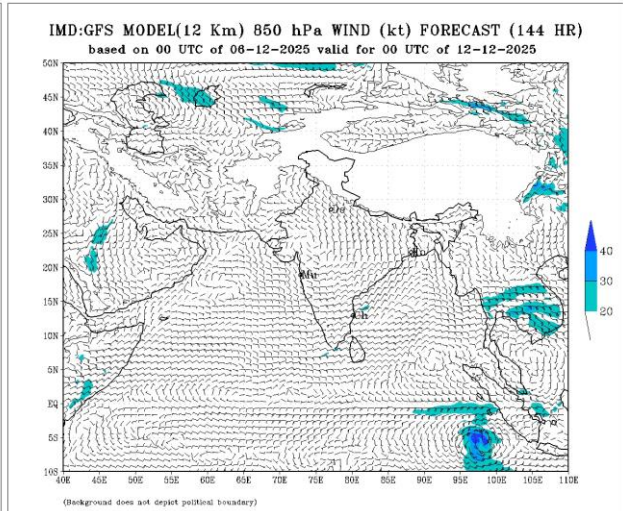 IMD:GFS MODEL(12 Km) 850 hPa WIND (kt) FORECAST (144 HR)
based on 00 UTC of 06-12-2025 valid for 00 UTC of 12-12-2025
50N
45N
40N
35N
30N
25N
20N
15N
10N
5N
EQ
5S
10S
40E 45E 50E 55E 60E 65E 70E 75E 80E 85E 90E 95E 100E 105E 110E
Mu
Ch
40
30
20
(Background does not depict political boundary)